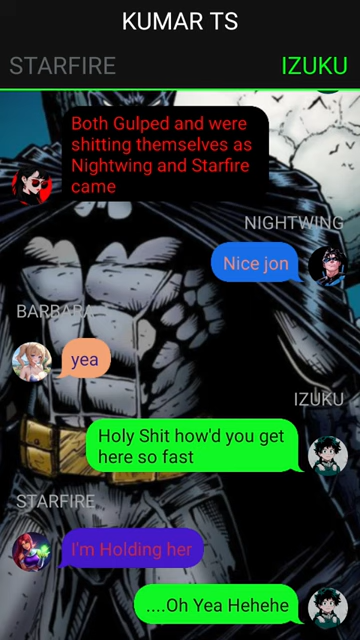 KUMAR TS
STARFIRE
IZUKU
Both Gulped and were
shitting themselves as
Nightwing and Starfire
came
NIGHTWING
Nice jon
BARBARA
yea
IZUKU
Holy Shit how'd you get
here so fast
STARFIRE
I'm Holding her
....Oh Yea Hehehe